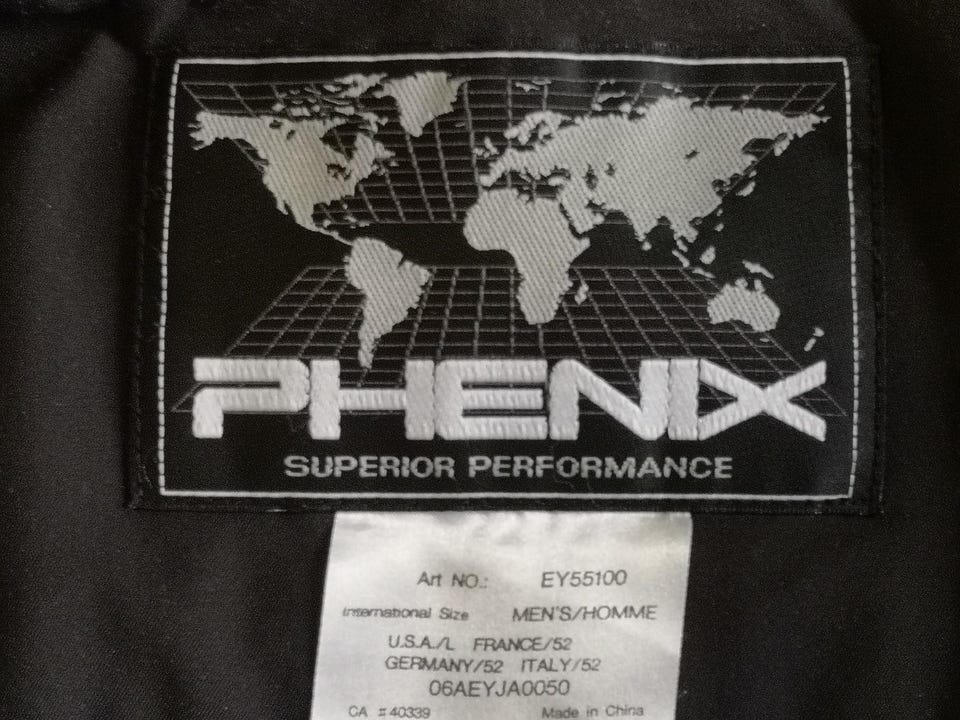 PHENIX
SUPERIOR PERFORMANCE
Art NO.: EY55100
International Size MEN'S/HOMME
U.S.A./L FRANCE/52
GERMANY/52 ITALY/52
06AEYJA0050
CA #40339 Made in China